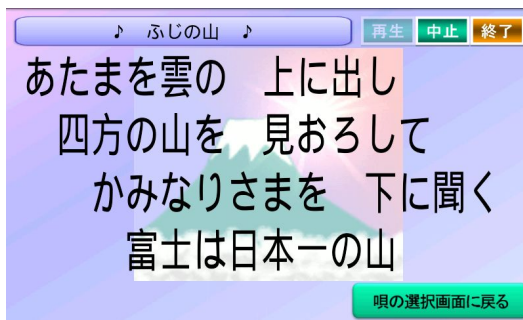 ♪ ふじの山 ♪
再生 中止 終了
あたまを雲の 上に出し
四方の山を 見おろして
かみなりさまを 下に聞く
富士は日本一の山
唄の選択画面に戻る